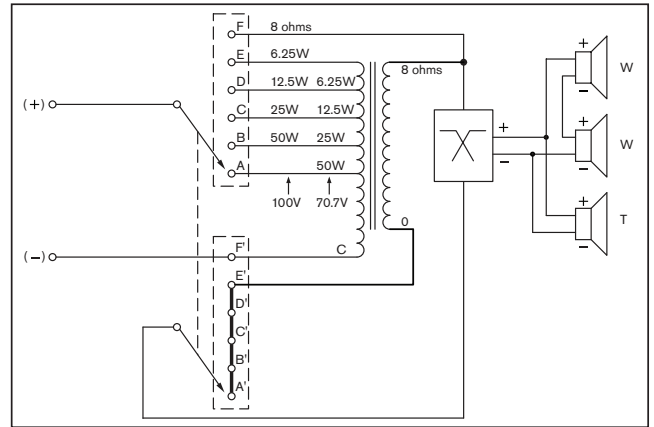 F 8 ohms
E 6.25W
8 ohms
D 12.5W 6.25W
C 25W 12.5W
B 50W 25W
A 50W
100V 70.7V
(+)
(−)
+
−
+
− W
+
− W
+
− T
0
F' C
E'
D'
C'
B'
A'